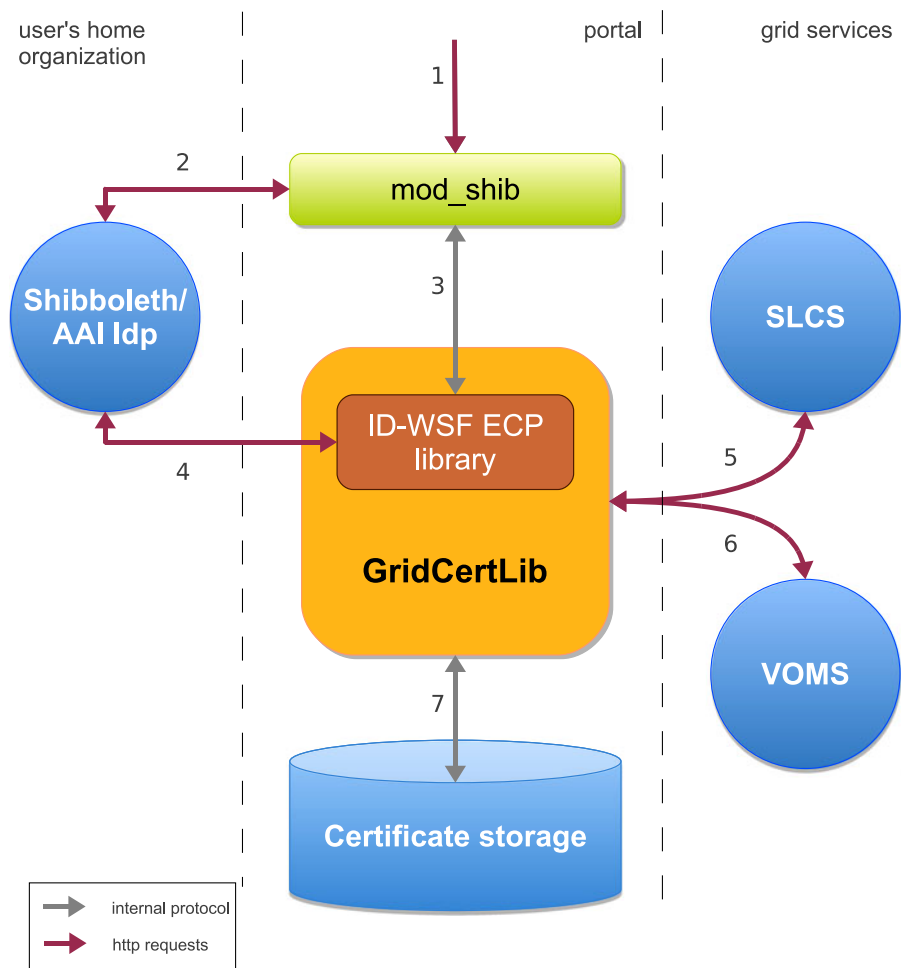 user's home
organization
portal
grid services
1
2
mod_shib
3
Shibboleth/
AAI Idp
SLCS
ID-WSF ECP
library
4
5
6
GridCertLib
VOMS
7
Certificate storage
internal protocol
http requests